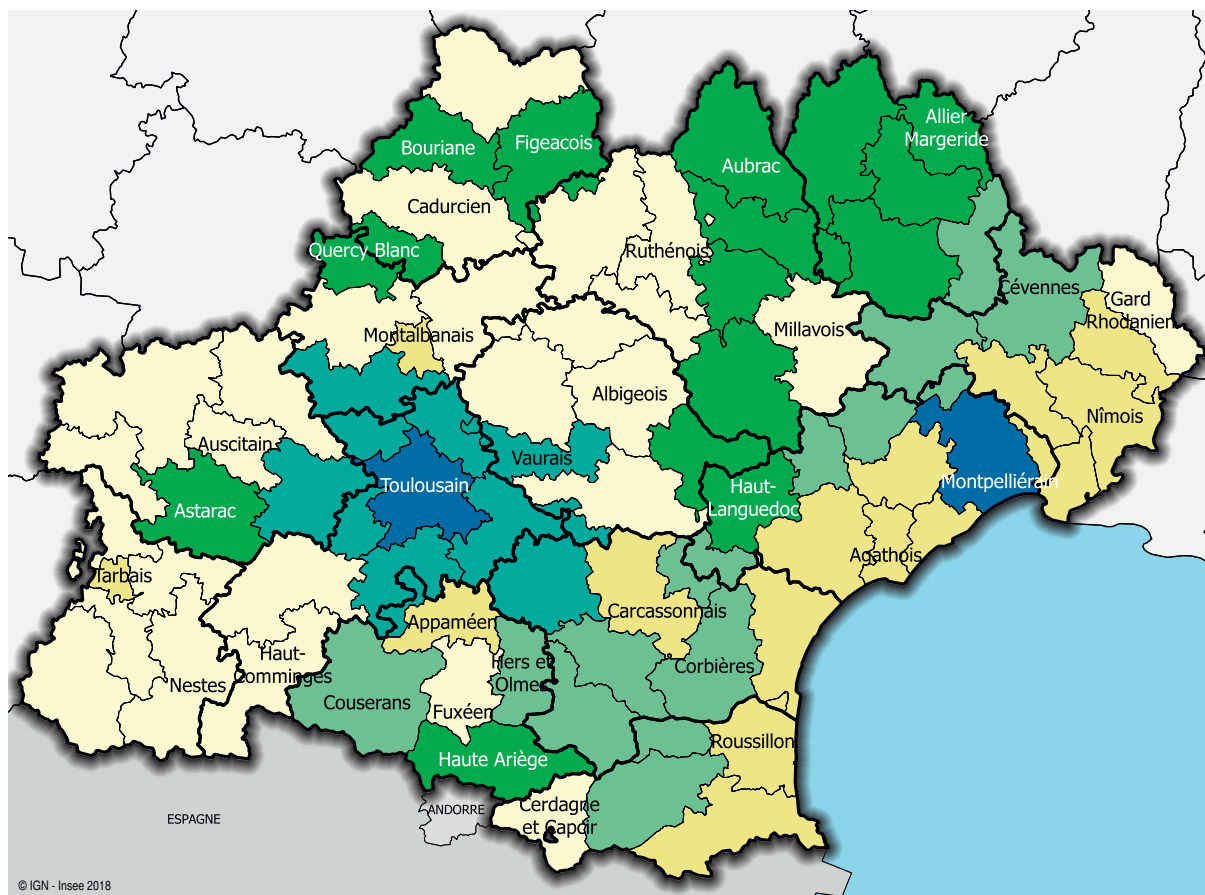 Allier
Margeride
Bouriane
Figeacois
Aubrac
Cadurcien
Quercy Blanc
Ruthénois
Cévennes
Gard
Rhodanien
Montalbanais
Millavois
Albigeois
Nîmois
Auscitain
Vaurais
Toulousain
Montpelliérain
Haut-
Languedoc
Astarac
Agathois
Tarbais
Carcassonnais
Appaméen
Haut-
Comminges
Hers et
Olmes
Corbières
Nestes
Couserans
Fuxéen
Roussillon
Haute Ariège
Cerdagne
et Capcir
ANDORRE
ESPAGNE
© IGN - Insee 2018